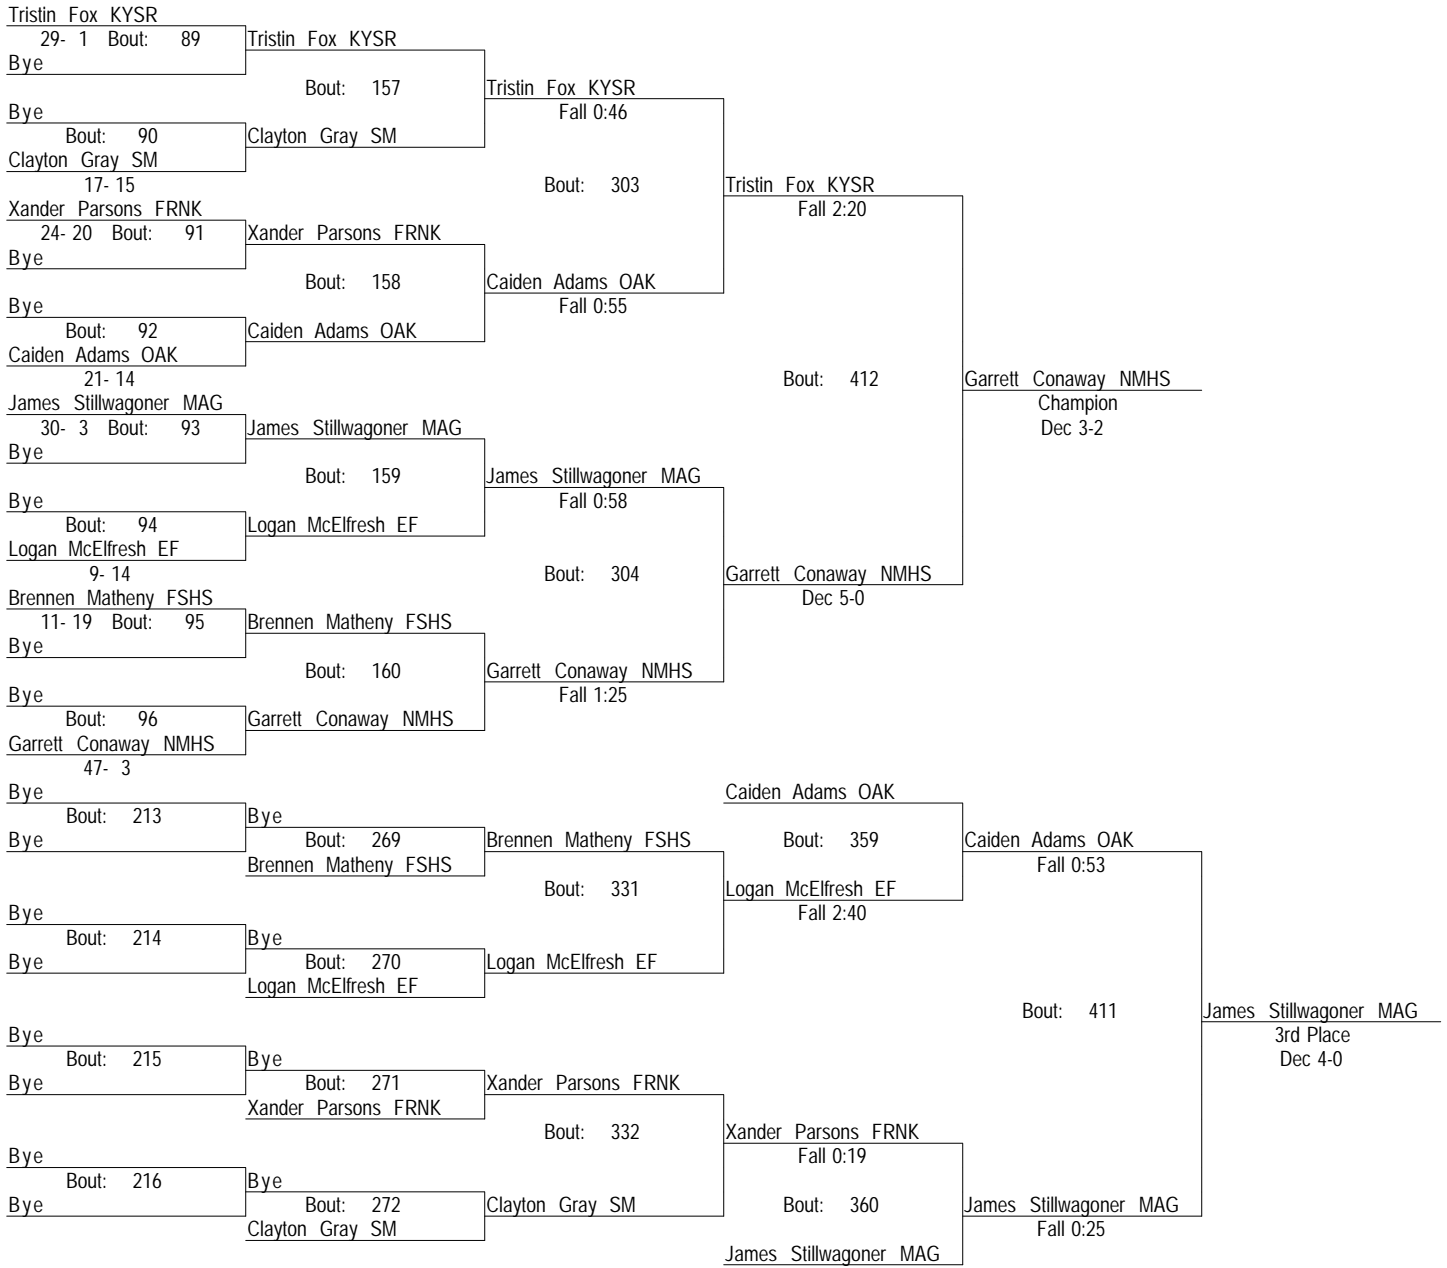 Tristin Fox KYSR
29- 1 Bout: 89 Tristin Fox KYSR
Bye
Bout: 157 Tristin Fox KYSR
Bye Fall 0:46
Bout: 90 Clayton Gray SM
Clayton Gray SM
17- 15 Bout: 303 Tristin Fox KYSR
Xander Parsons FRNK Fall 2:20
24- 20 Bout: 91 Xander Parsons FRNK
Bye
Bout: 158 Caiden Adams OAK
Bye Fall 0:55
Bout: 92 Caiden Adams OAK
Caiden Adams OAK
21- 14 Bout: 412 Garrett Conaway NMHS
James Stillwagoner MAG Champion
30- 3 Bout: 93 James Stillwagoner MAG Dec 3-2
Bye
Bout: 159 James Stillwagoner MAG
Bye Fall 0:58
Bout: 94 Logan McElfresh EF
Logan McElfresh EF
9- 14 Bout: 304 Garrett Conaway NMHS
Brennen Matheny FSHS Dec 5-0
11- 19 Bout: 95 Brennen Matheny FSHS
Bye
Bout: 160 Garrett Conaway NMHS
Bye Fall 1:25
Bout: 96 Garrett Conaway NMHS
Garrett Conaway NMHS
47- 3
Bye Caiden Adams OAK
Bout: 213 Bye
Bye Bout: 269 Brennen Matheny FSHS Bout: 359 Caiden Adams OAK
Brennen Matheny FSHS Fall 0:53
Bout: 331 Logan McElfresh EF
Bye Fall 2:40
Bout: 214 Bye
Bye Bout: 270 Logan McElfresh EF
Logan McElfresh EF
Bout: 411 James Stillwagoner MAG
Bye 3rd Place
Bout: 215 Bye Dec 4-0
Bye Bout: 271 Xander Parsons FRNK
Xander Parsons FRNK
Bout: 332 Xander Parsons FRNK
Bye Fall 0:19
Bout: 216 Bye
Bye Bout: 272 Clayton Gray SM Bout: 360 James Stillwagoner MAG
Clayton Gray SM Fall 0:25
James Stillwagoner MAG